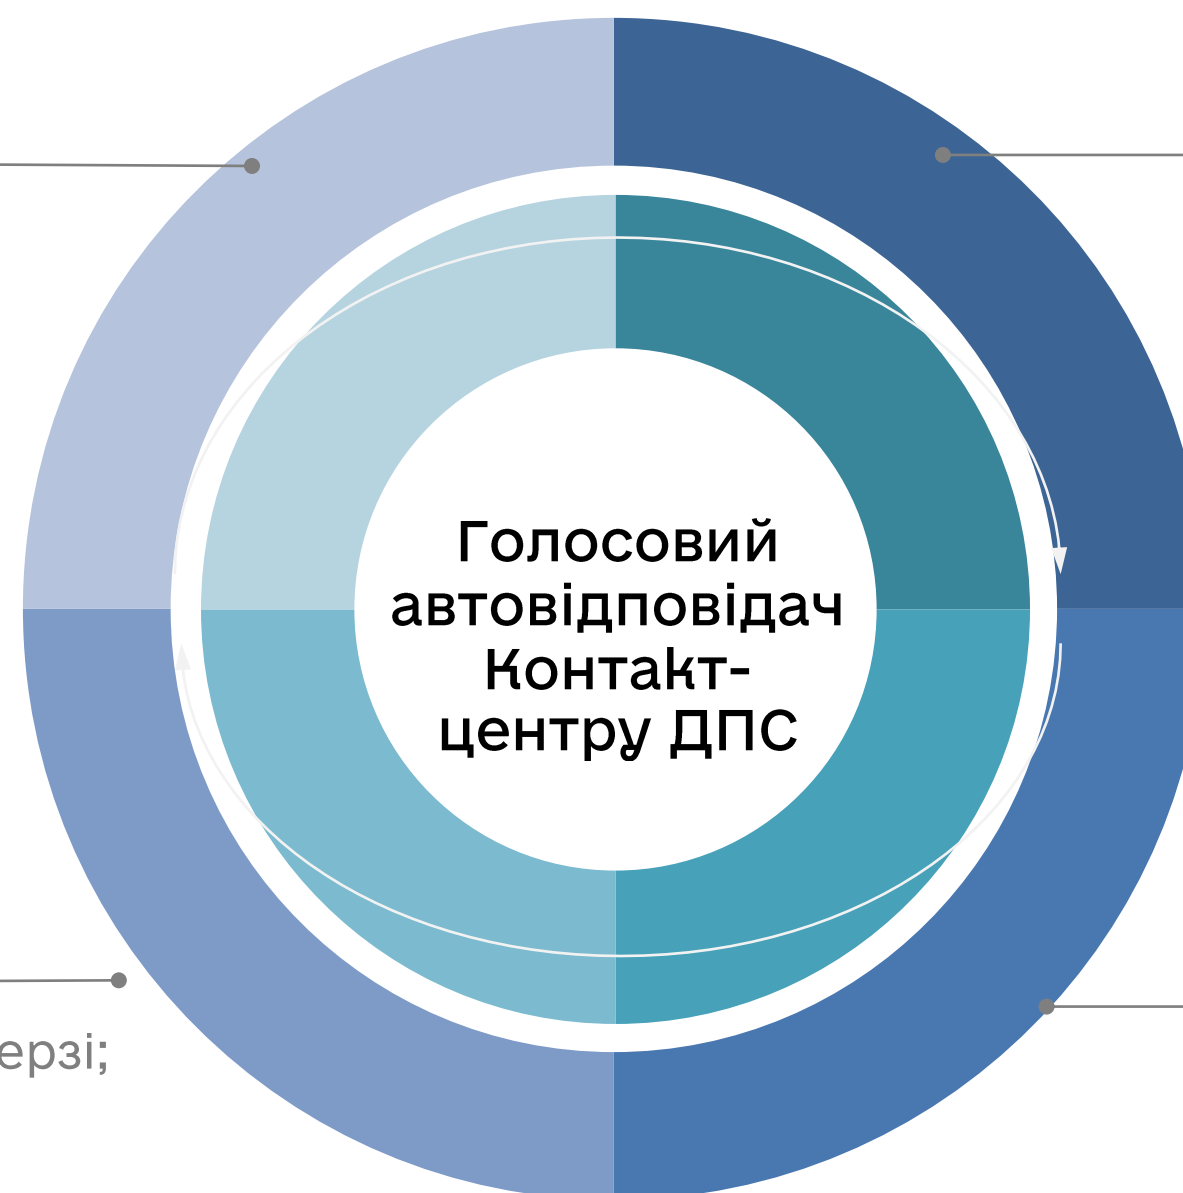 Голосовий
автовідповідач
Контакт-
центру ДПС
ерзі;